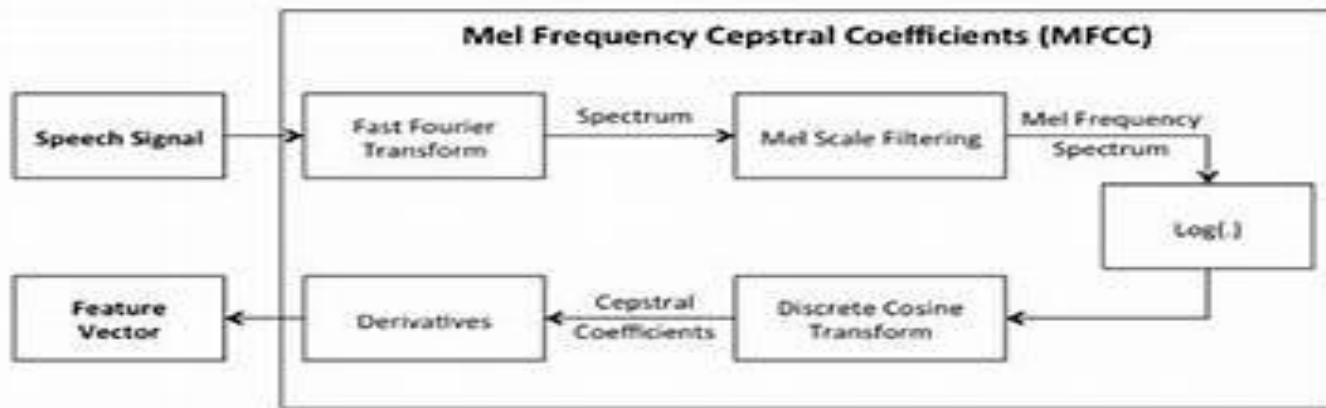 Mel Frequency Cepstral Coefficients (MFCC)
Speech Signal
Fast Fourier
Transform
Spectrum
Mel Scale Filtering
Mel Frequency
Spectrum
Log(.)
Discrete Cosine
Transform
Cepstral
Coefficients
Derivatives
Feature
Vector